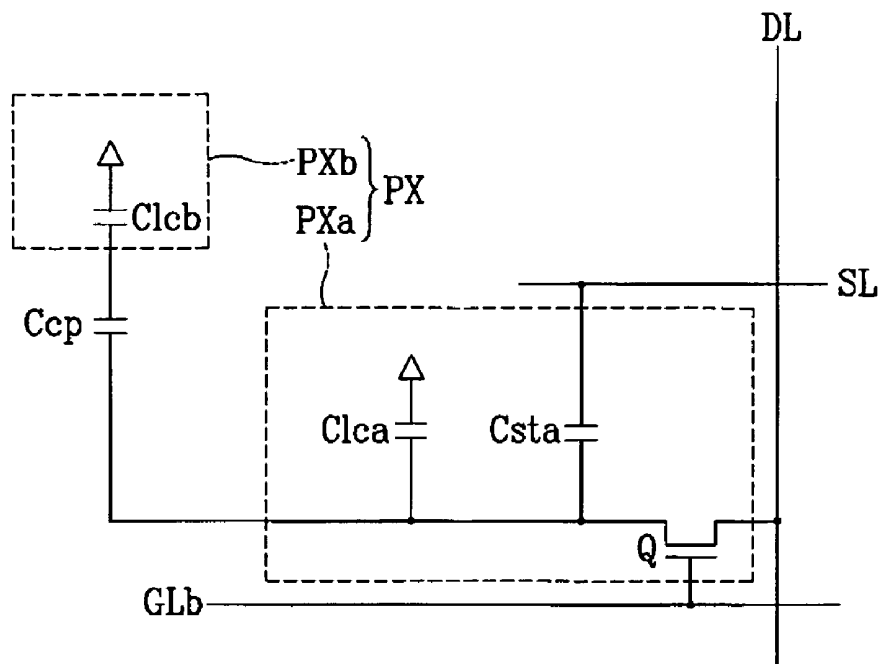 DL
PXb
PX
PXa
Clcb
SL
Ccp
Clca
Csta
Q
GLb